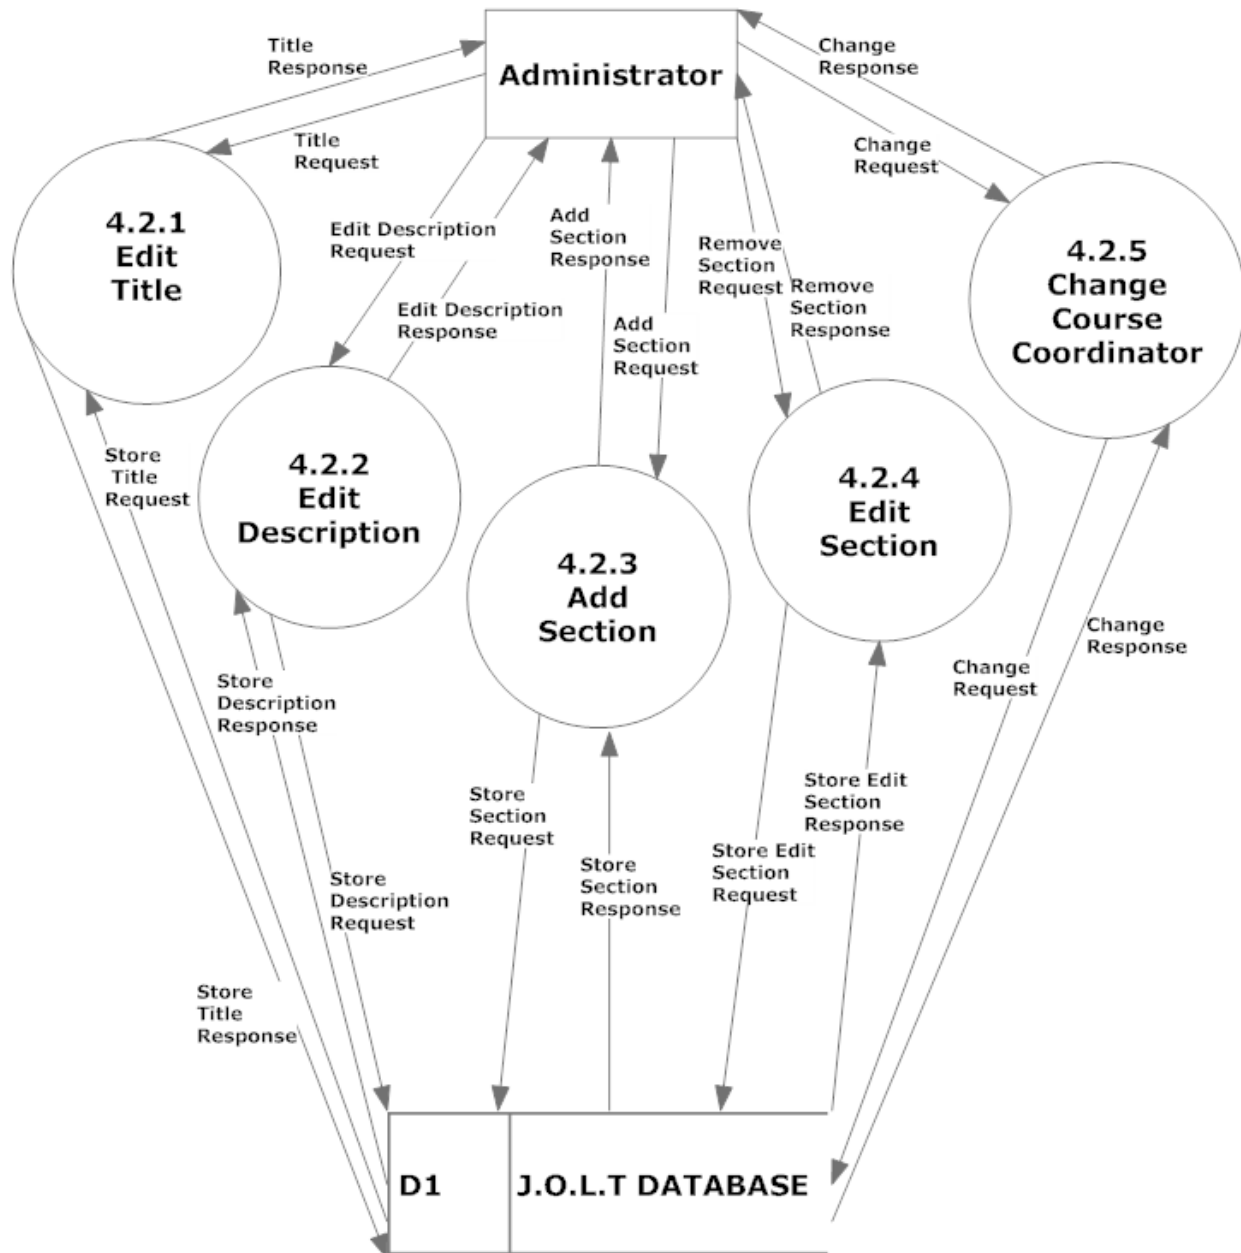 Title
Response
Administrator
Change
Response
Title
Request
Change
Request
4.2.1
Edit
Title
Edit Description
Request
Add
Section
Response
Remove
Section
Request
4.2.5
Change
Course
Coordinator
Edit Description
Response
Add
Section
Request
Remove
Section
Response
Store
Title
Request
4.2.2
Edit
Description
4.2.3
Add
Section
4.2.4
Edit
Section
Store
Description
Response
Change
Request
Change
Response
Store
Section
Request
Store Edit
Section
Response
Store
Description
Request
Store
Section
Response
Store Edit
Section
Request
Store
Title
Response
D1
J.O.L.T DATABASE